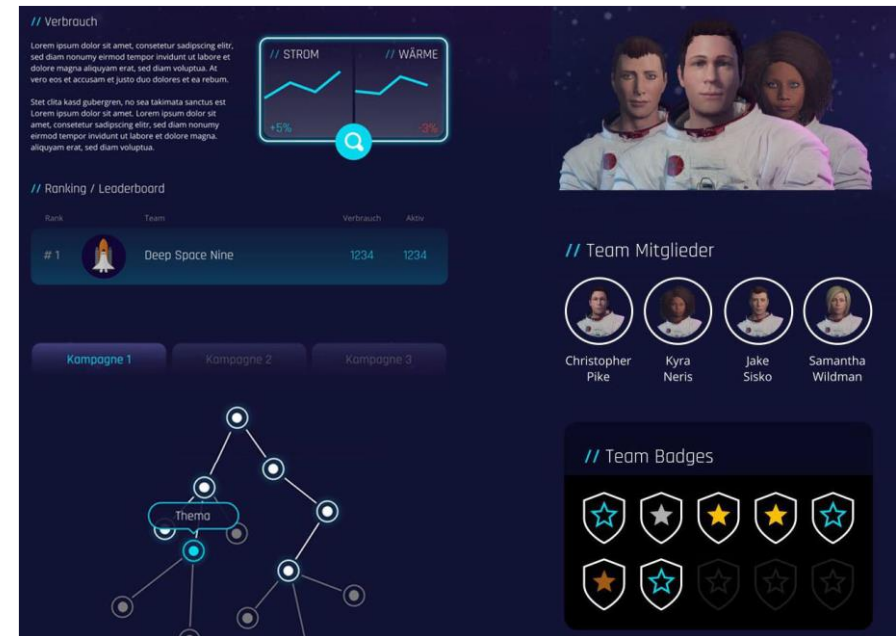 // Verbrauch
Lorem ipsum dolor sit amet, consetetur sadipscing elitr,
sed diam nonumy eirmod tempor invidunt ut labore et
dolore magna aliquyam erat, sed diam voluptua. At
vero eos et accusam et justo duo dolores et ea rebum.
Stet clita kasd gubergren, no sea takimata sanctus est
Lorem ipsum dolor sit amet. Lorem ipsum dolor sit
amet, consetetur sadipscing elitr, sed diam nonumy
eirmod tempor invidunt ut labore et dolore magna.
aliquyam erat, sed diam voluptua.
// STROM
// WÄRME
+5%
-3%
// Ranking / Leaderboard
Rank Team Verbrauch Aktiv
# 1 Deep Space Nine 1234 1234
Kampagne 1 Kampagne 2 Kampagne 3
Thema
// Team Mitglieder
Christopher
Pike
Kyra
Neris
Jake
Sisko
Samantha
Wildman
// Team Badges